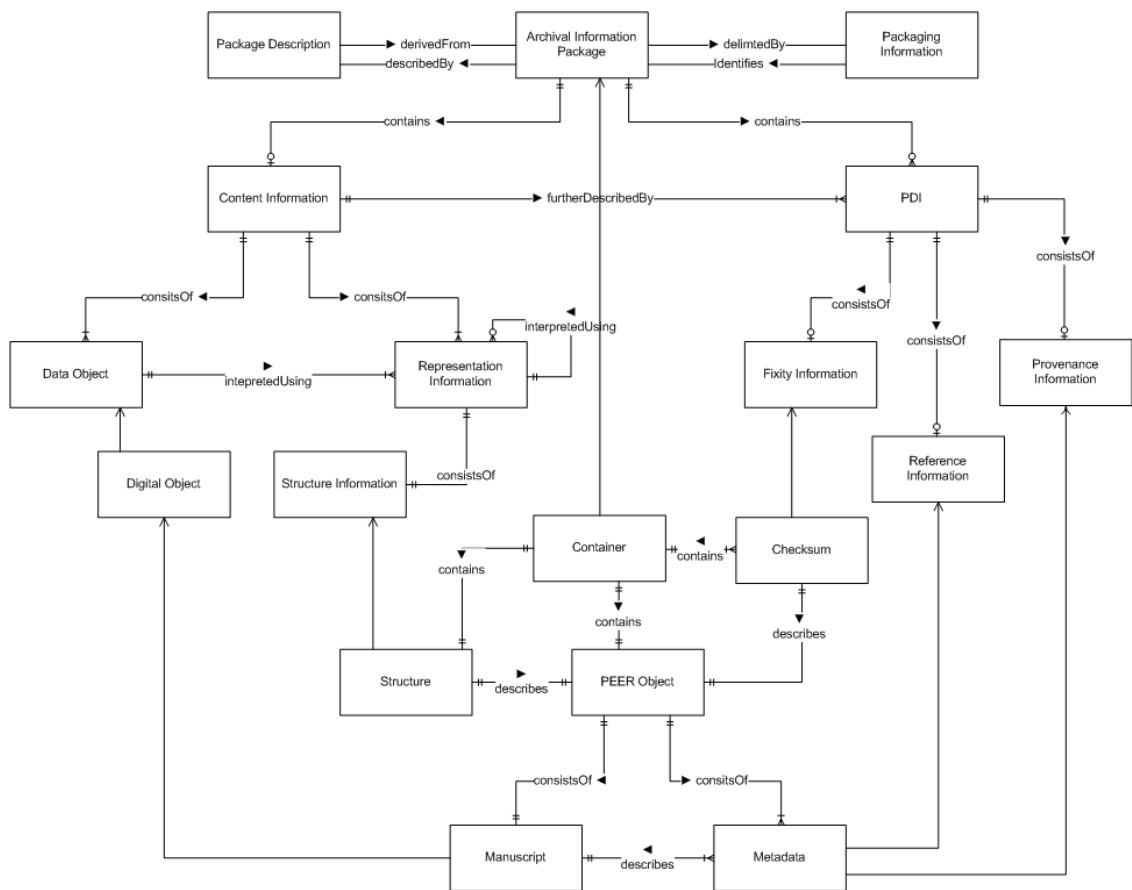 Package Description
derivedFrom
describedBy
Archival Information
Package
delimtedBy
Identifies
Packaging
Information
contains
contains
Content Information
furtherDescribedBy
PDI
consitsOf
consitsOf
consistsOf
consistsOf
consistsOf
interpretedUsing
Data Object
intepretedUsing
Representation
Information
Fixity Information
Provenance
Information
Digital Object
Structure Information
consistsOf
Reference
Information
Container
contains
Checksum
contains
contains
describes
Structure
describes
PEER Object
consistsOf
consitsOf
Manuscript
describes
Metadata